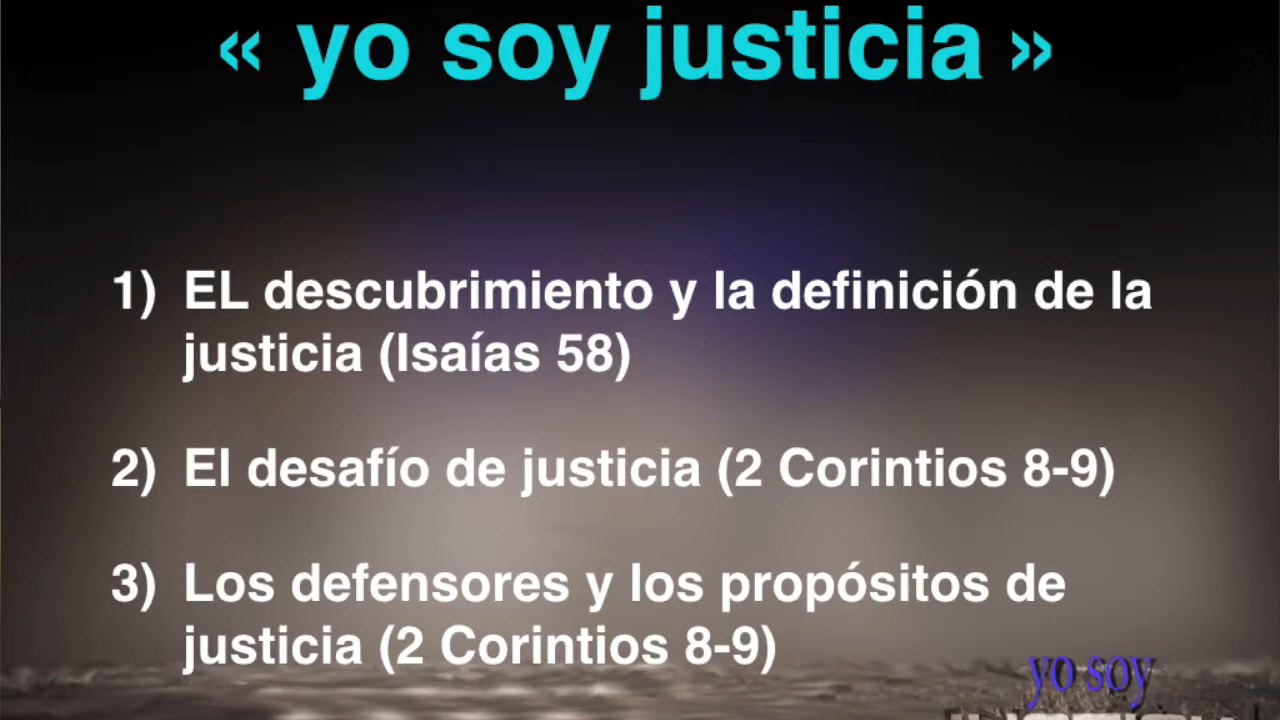 « yo soy justicia »
1) EL descubrimiento y la definición de la
justicia (Isaías 58)
2) El desafío de justicia (2 Corintios 8-9)
3) Los defensores y los propósitos de
justicia (2 Corintios 8-9)
yo soy